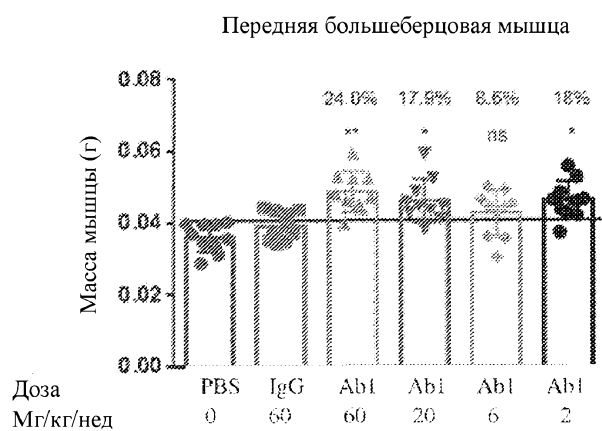 Передняя большеберцовая мышца
0.08
0.06
0.04
0.02
0.00
Масса мышцы (г)
24.0% 17.9% 8.6% 18%
** * ns *
Доза PBS IgG Ab1 Ab1 Ab1 Ab1
Мг/кг/нед 0 60 60 20 6 2